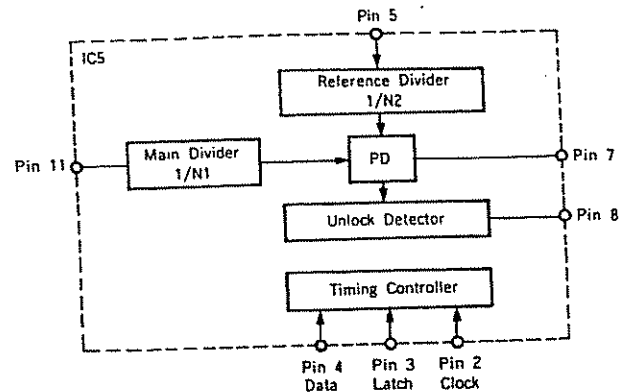 Pin 5
IC5
Reference Divider
1/N2
Pin 11
Main Divider
1/N1
PD
Pin 7
Unlock Detector
Pin 8
Timing Controller
Pin 4
Data
Pin 3
Latch
Pin 2
Clock